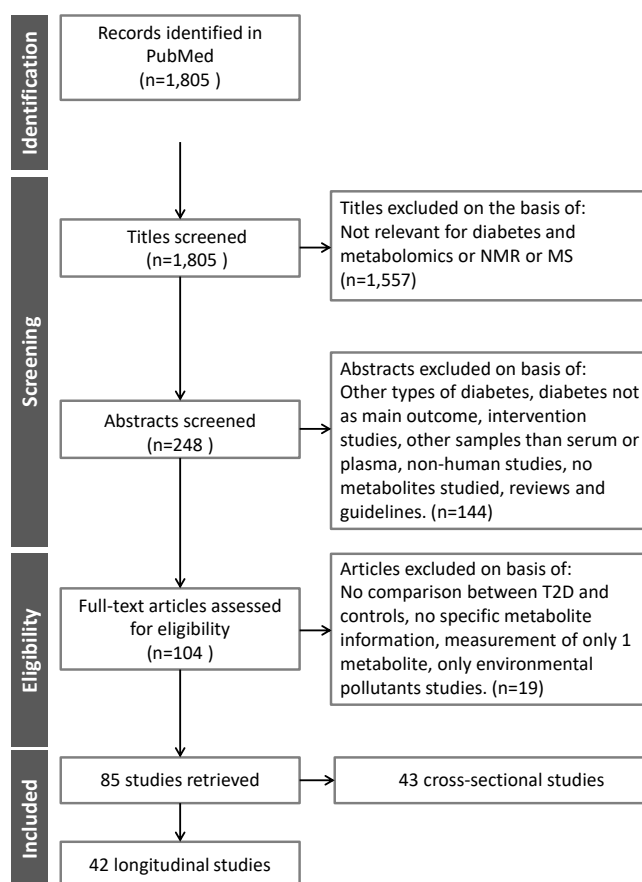 Identification
Records identified in
PubMed
(n=1,805 )
Screening
Titles screened
(n=1,805 )
Titles excluded on the basis of:
Not relevant for diabetes and
metabolomics or NMR or MS
(n=1,557)
Abstracts screened
(n=248 )
Abstracts excluded on basis of:
Other types of diabetes, diabetes not
as main outcome, intervention
studies, other samples than serum or
plasma, non-human studies, no
metabolites studied, reviews and
guidelines. (n=144)
Eligibility
Full-text articles assessed
for eligibility
(n=104 )
Articles excluded on basis of:
No comparison between T2D and
controls, no specific metabolite
information, measurement of only 1
metabolite, only environmental
pollutants studies. (n=19)
Included
85 studies retrieved
43 cross-sectional studies
42 longitudinal studies